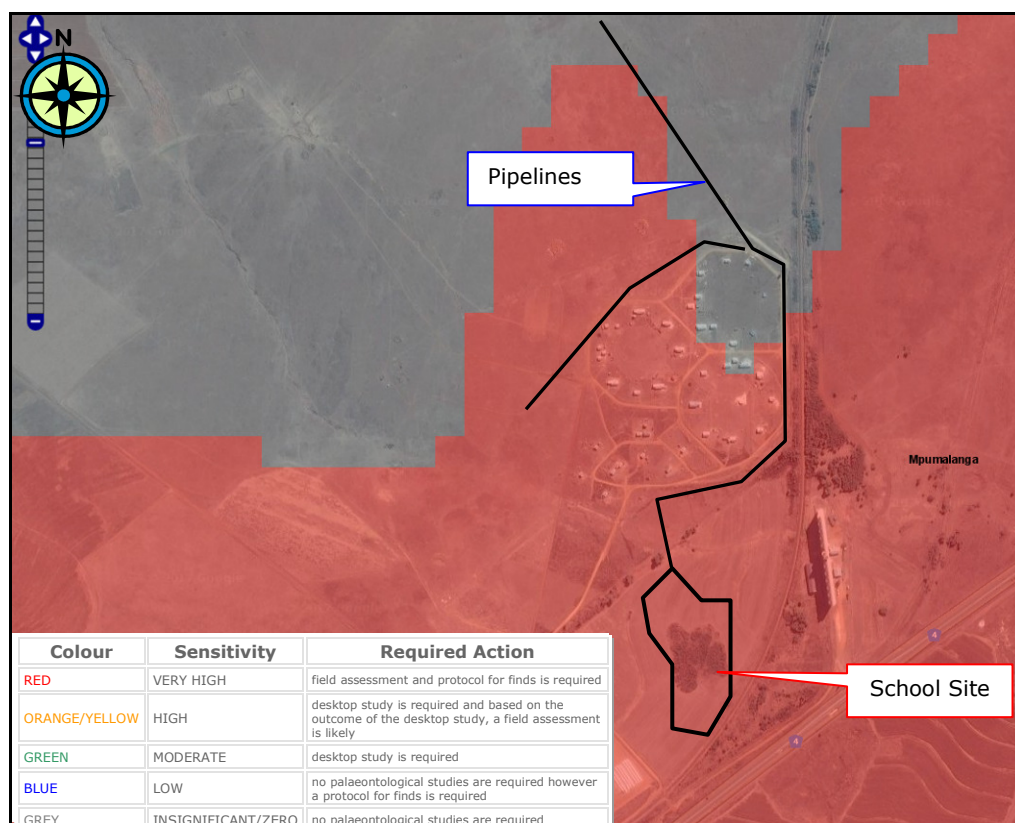 N
Pipelines
Mpumalanga
4
School Site
4
Colour Sensitivity Required Action
RED VERY HIGH field assessment and protocol for finds is required
ORANGE/YELLOW HIGH desktop study is required and based on the
outcome of the desktop study, a field assessment
is likely
GREEN MODERATE desktop study is required
BLUE LOW no palaeontological studies are required however
a protocol for finds is required
GREY INSIGNIFICANT/ZERO no palaeontological studies are required